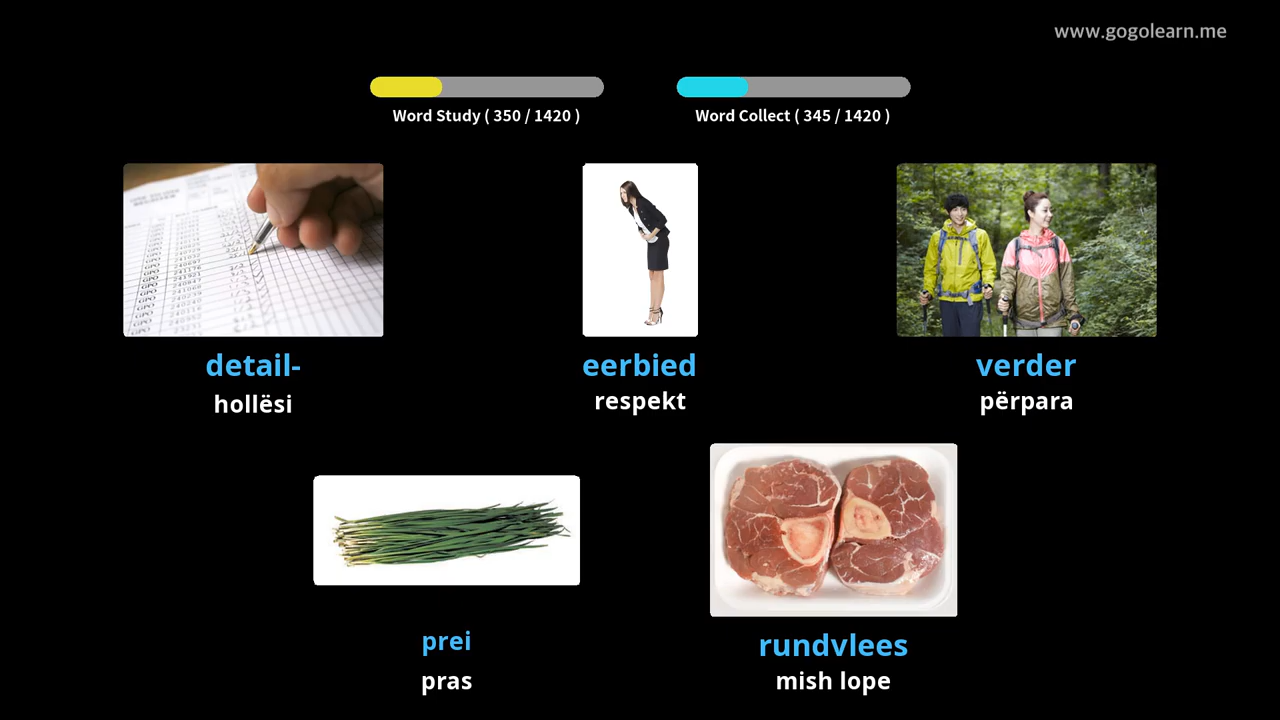 www.gogolearn.me
Word Study ( 350 / 1420 )
Word Collect ( 345 / 1420 )
detail-
hollësi
eerbied
respekt
verder
përpara
prei
pras
rundvlees
mish lope